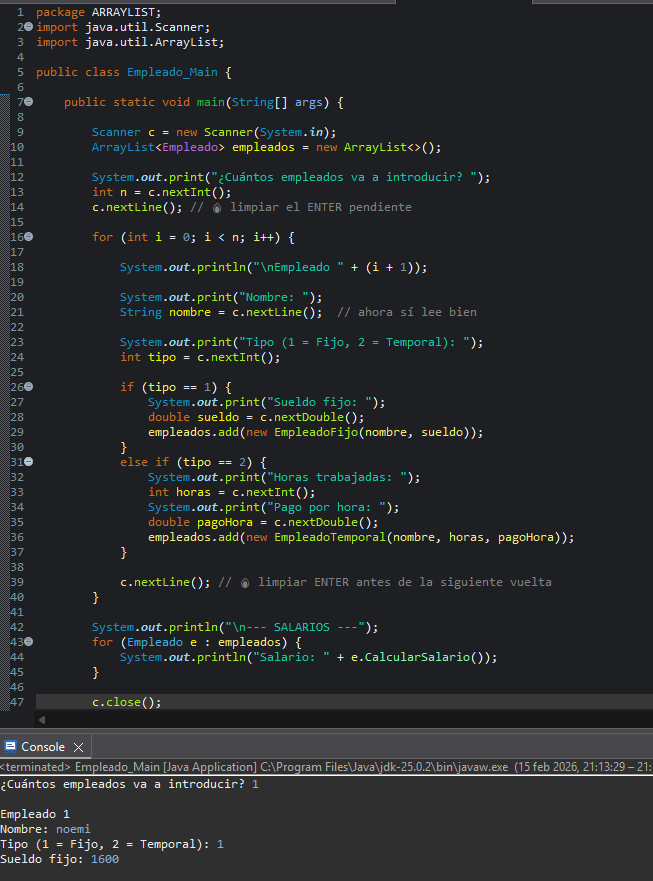 1 package ARRAYLIST;
2 import java.util.Scanner;
3 import java.util.ArrayList;
4
5 public class Empleado_Main {
6
7 public static void main(String[] args) {
8
9 Scanner c = new Scanner(System.in);
10 ArrayList<Empleado> empleados = new ArrayList<>();
11
12 System.out.print("¿Cuántos empleados va a introducir? ");
13 int n = c.nextInt();
14 c.nextLine(); // 🔥 limpiar el ENTER pendiente
15
16 for (int i = 0; i < n; i++) {
17
18 System.out.println("\nEmpleado " + (i + 1));
19
20 System.out.print("Nombre: ");
21 String nombre = c.nextLine();  // ahora sí lee bien
22
23 System.out.print("Tipo (1 = Fijo, 2 = Temporal): ");
24 int tipo = c.nextInt();
25
26 if (tipo == 1) {
27 System.out.print("Sueldo fijo: ");
28 double sueldo = c.nextDouble();
29 empleados.add(new EmpleadoFijo(nombre, sueldo));
30 }
31 else if (tipo == 2) {
32 System.out.print("Horas trabajadas: ");
33 int horas = c.nextInt();
34 System.out.print("Pago por hora: ");
35 double pagoHora = c.nextDouble();
36 empleados.add(new EmpleadoTemporal(nombre, horas, pagoHora));
37 }
38
39 c.nextLine(); // 🔥 limpiar ENTER antes de la siguiente vuelta
40 }
41
42 System.out.println("\n--- SALARIOS ---");
43 for (Empleado e : empleados) {
44 System.out.println("Salario: " + e.CalcularSalario());
45 }
46
47 c.close();
Console
<terminated> Empleado_Main [Java Application] C:\Program Files\Java\jdk-25.0.2\bin\javaw.exe (15 feb 2026, 21:13:29 – 21:
¿Cuántos empleados va a introducir? 1
Empleado 1
Nombre: noemi
Tipo (1 = Fijo, 2 = Temporal): 1
Sueldo fijo: 1600